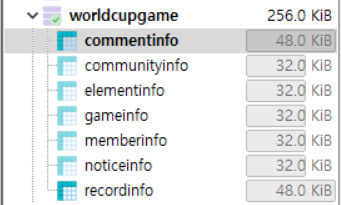 worldcupgame 256.0 KiB
commentinfo 48.0 KiB
communityinfo 32.0 KiB
elementinfo 32.0 KiB
gameinfo 32.0 KiB
memberinfo 32.0 KiB
noticeinfo 32.0 KiB
recordinfo 48.0 KiB